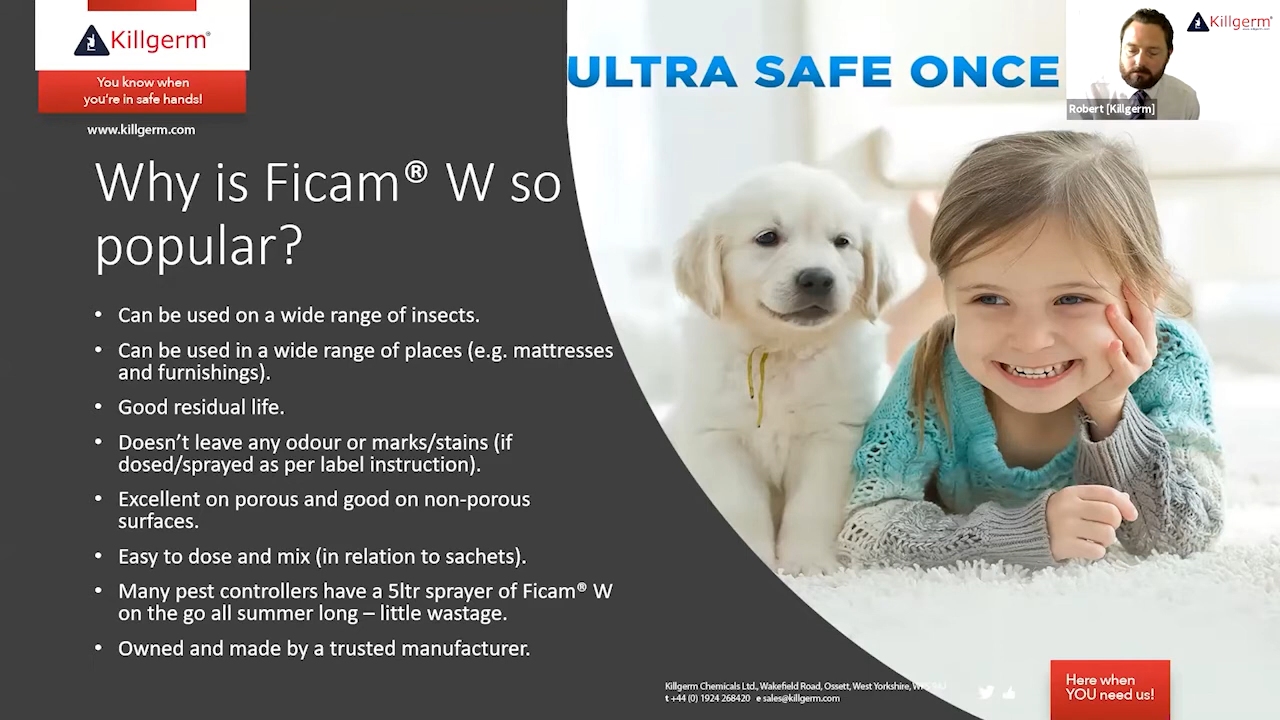 Killgerm®
You know when
you're in safe hands!
www.killgerm.com
Why is Ficam® W so
popular?
• Can be used on a wide range of insects.
• Can be used in a wide range of places (e.g. mattresses
and furnishings).
• Good residual life.
• Doesn't leave any odour or marks/stains (if
dosed/sprayed as per label instruction).
• Excellent on porous and good on non-porous
surfaces.
• Easy to dose and mix (in relation to sachets).
• Many pest controllers have a 5ltr sprayer of Ficam® W
on the go all summer long – little wastage.
• Owned and made by a trusted manufacturer.
ULTRA SAFE ONCE
Robert [Killgerm]
Killgerm®
www.killgerm.com
Killgerm Chemicals Ltd., Wakefield Road, Ossett, West Yorkshire,
t +44 (0) 1924 268420 e sales@killgerm.com
Here when
YOU need us!